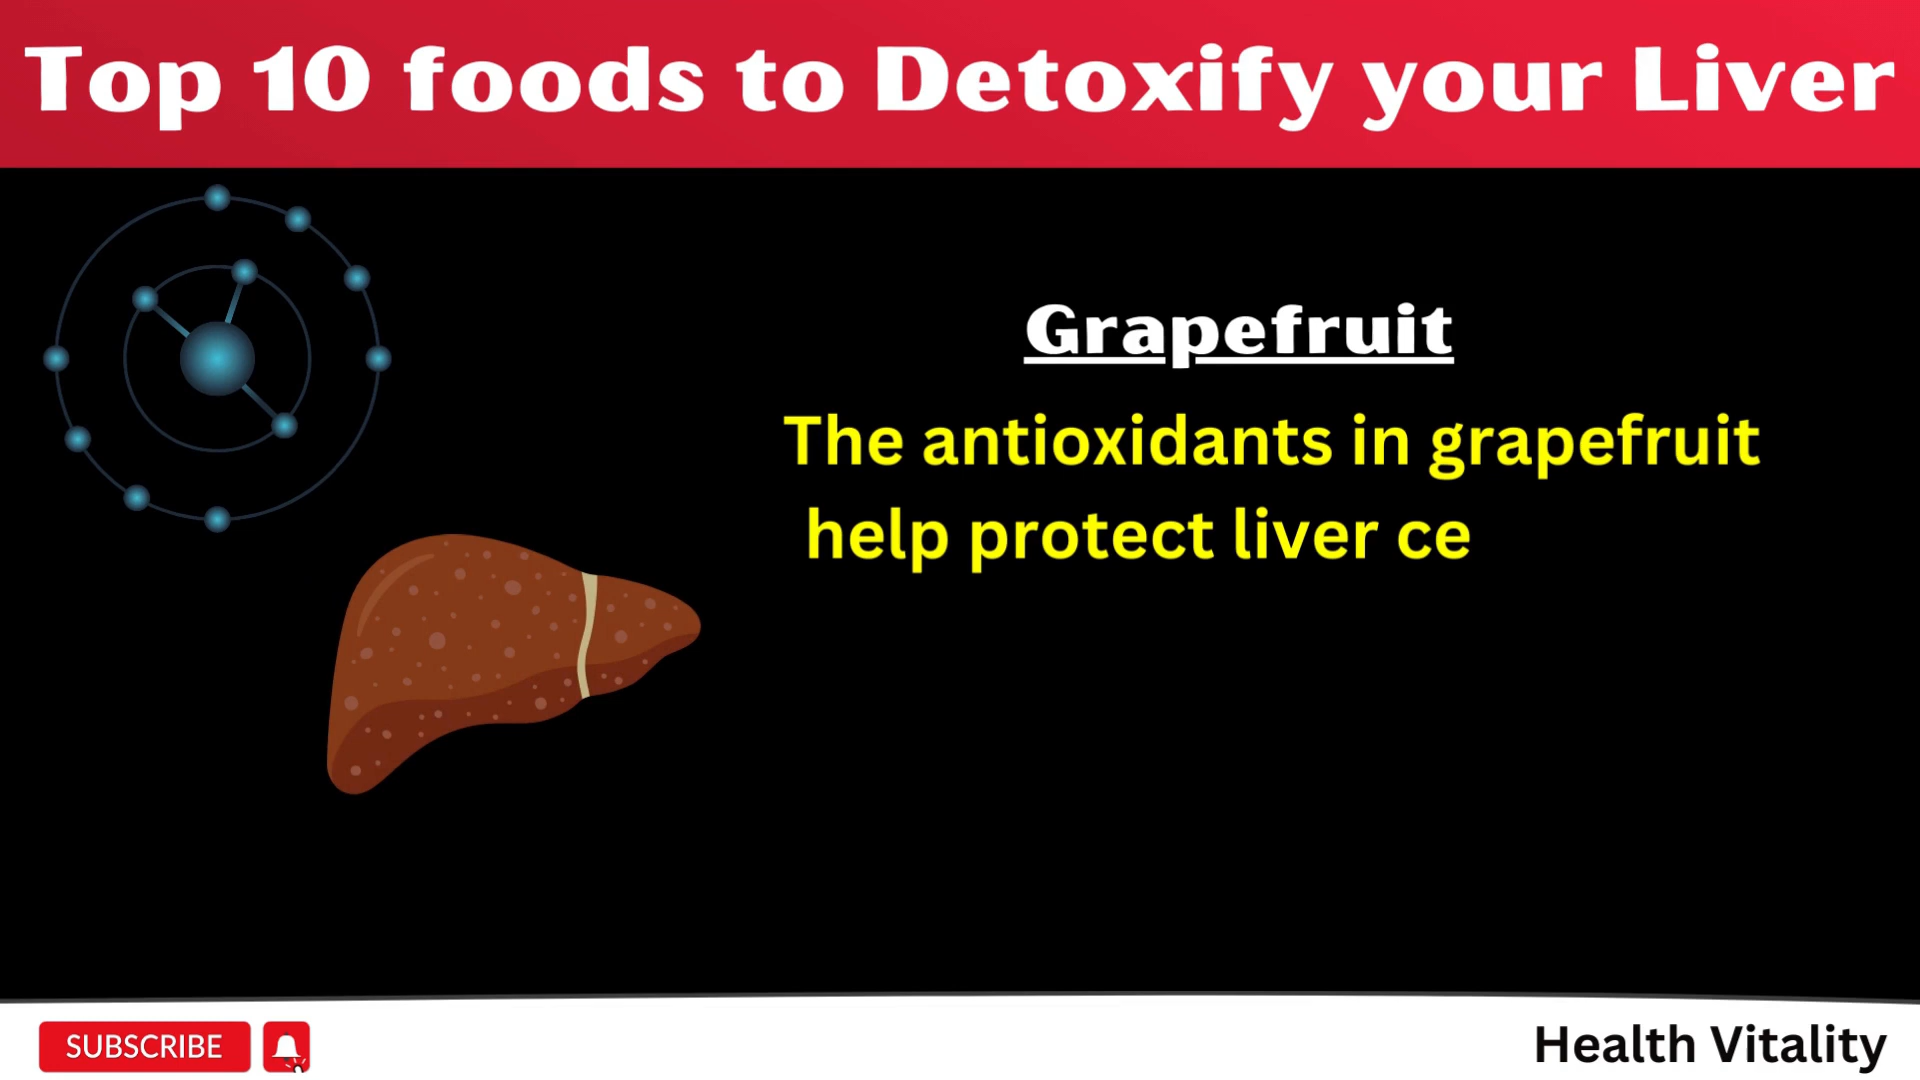 Top 10 foods to Detoxify your Liver
Grapefruit
The antioxidants in grapefruit
help protect liver ce
SUBSCRIBE
Health Vitality